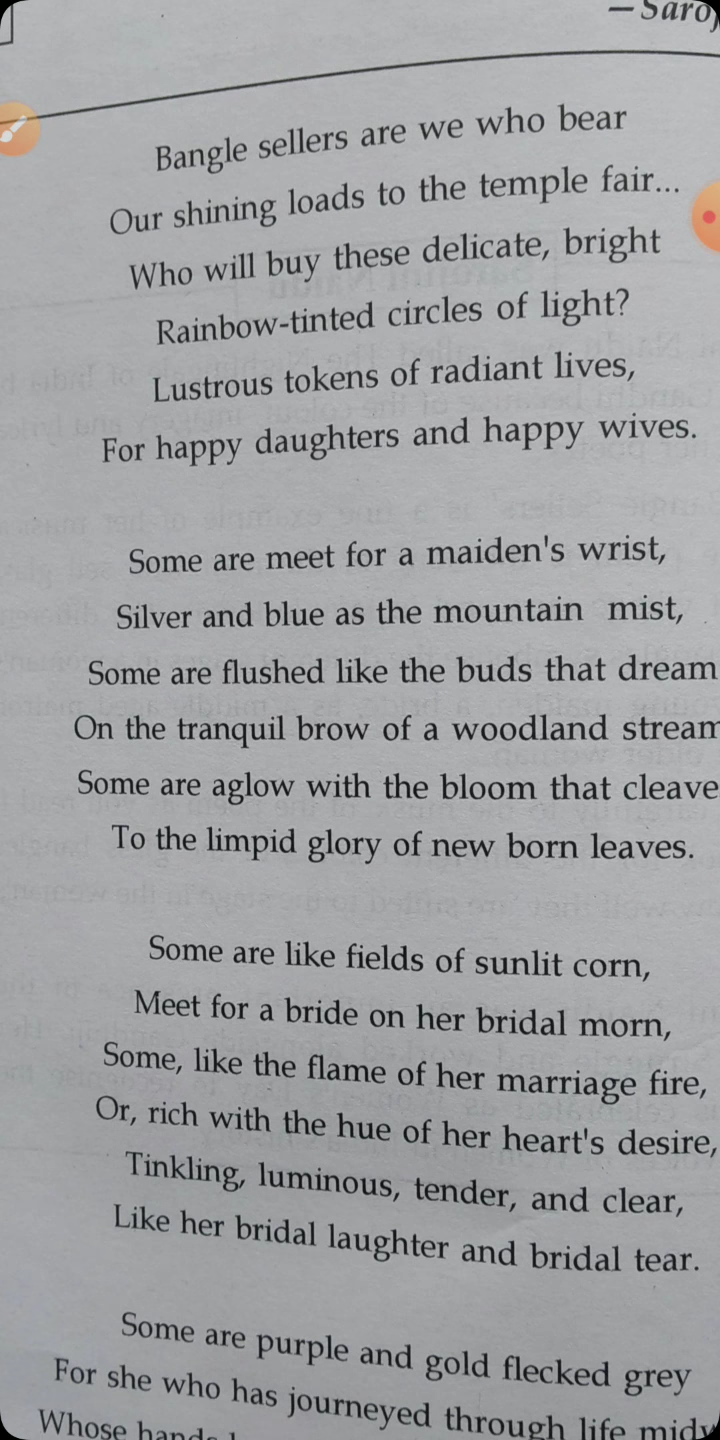 — Saroj
Bangle sellers are we who bear
Our shining loads to the temple fair...
Who will buy these delicate, bright
Rainbow-tinted circles of light?
Lustrous tokens of radiant lives,
For happy daughters and happy wives.
Some are meet for a maiden's wrist,
Silver and blue as the mountain mist,
Some are flushed like the buds that dream
On the tranquil brow of a woodland stream
Some are aglow with the bloom that cleave
To the limpid glory of new born leaves.
Some are like fields of sunlit corn,
Meet for a bride on her bridal morn,
Some, like the flame of her marriage fire,
Or, rich with the hue of her heart's desire,
Tinkling, luminous, tender, and clear,
Like her bridal laughter and bridal tear.
Some are purple and gold flecked grey
For she who has journeyed through life
Whose